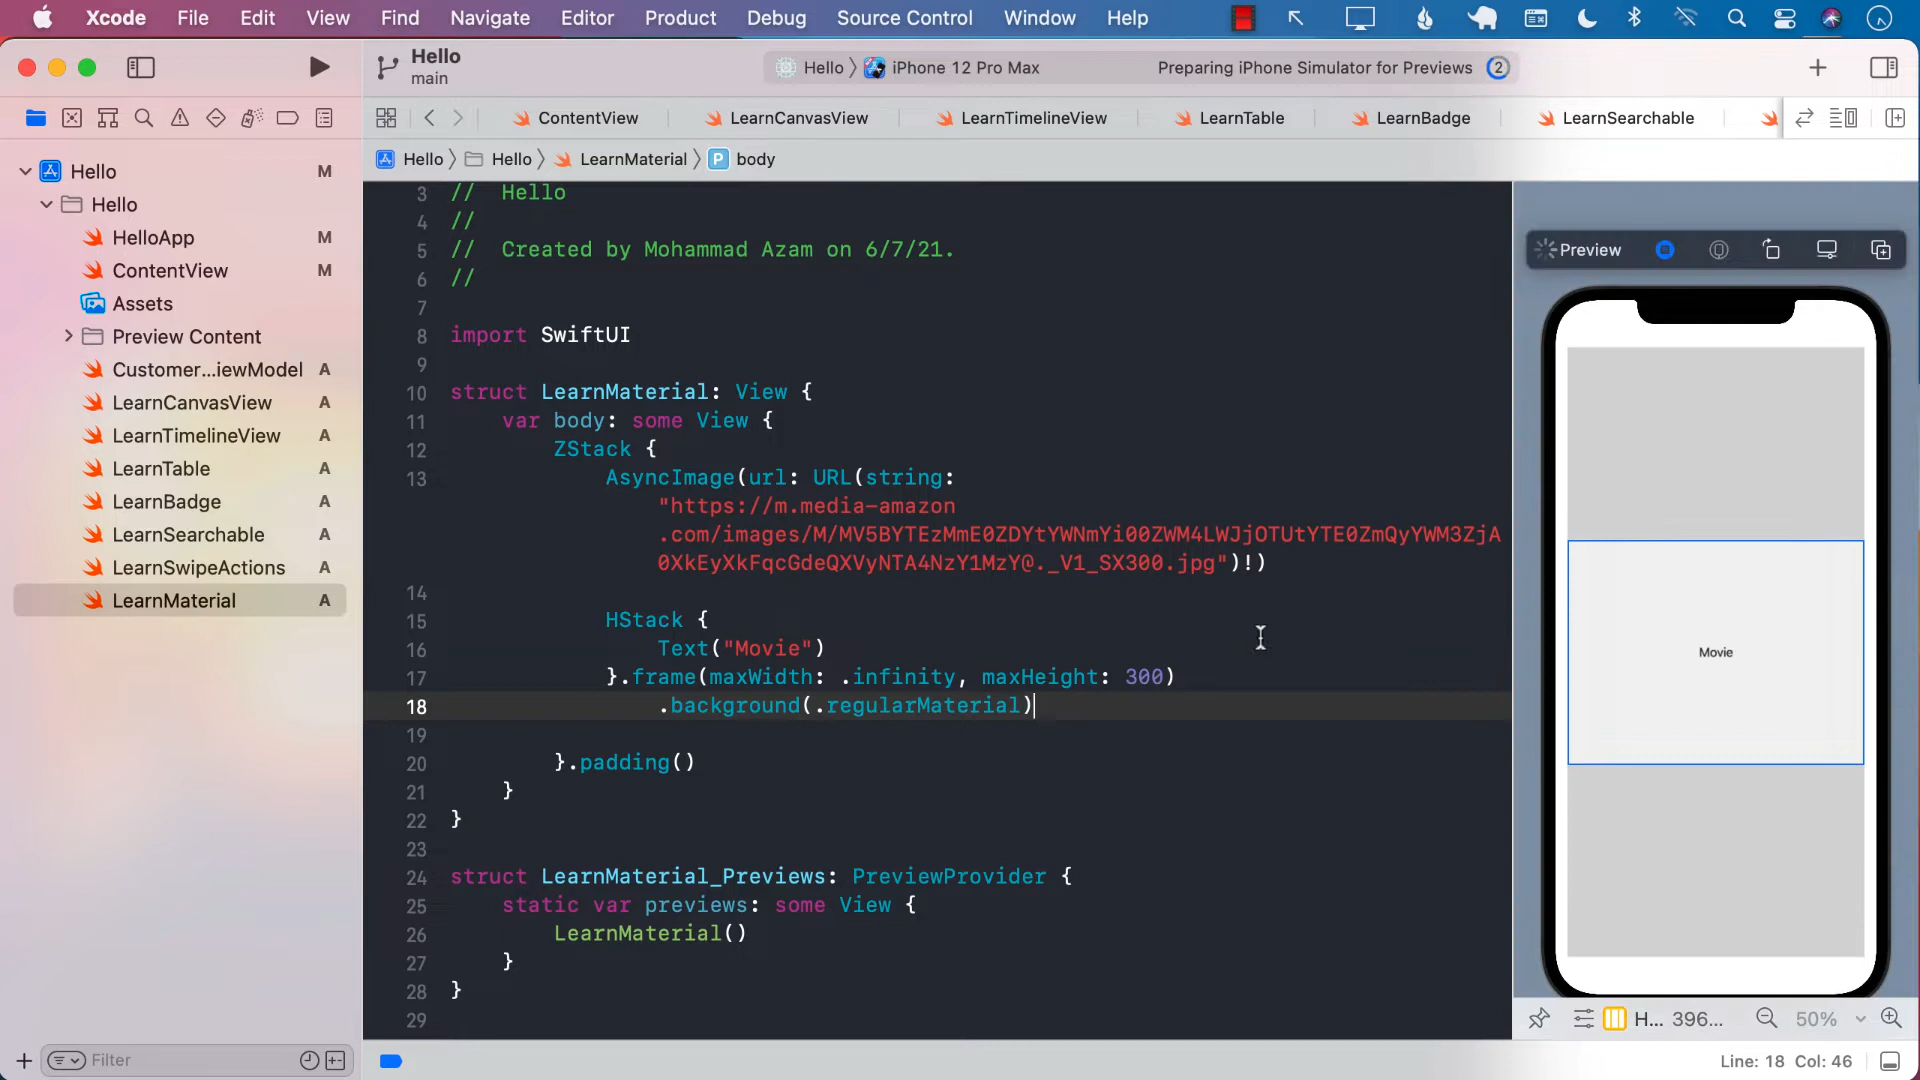 Xcode File Edit View Find Navigate Editor Product Debug Source Control Window Help
Hello
main
Hello iPhone 12 Pro Max Preparing iPhone Simulator for Previews 2
ContentView LearnCanvasView LearnTimelineView LearnTable LearnBadge LearnSearchable
Hello Hello LearnMaterial P body
Hello M
Hello
HelloApp M
ContentView M
Assets
Preview Content
Customer...iewModel A
LearnCanvasView A
LearnTimelineView A
LearnTable A
LearnBadge A
LearnSearchable A
LearnSwipeActions A
LearnMaterial A
Filter
3 // Hello
4 //
5 // Created by Mohammad Azam on 6/7/21.
6 //
7
8 import SwiftUI
9
10 struct LearnMaterial: View {
11 var body: some View {
12 ZStack {
13 AsyncImage(url: URL(string:
"https://m.media-amazon
.com/images/M/MV5BYTEzMmE0ZDYtYWNmYi00ZWM4LWJjOTUtYTE0ZmQyYWM3ZjA
0XkEyXkFqcGdeQXVyNTA4NzY1MzY@._V1_SX300.jpg")!)
14
15 HStack {
16 Text("Movie")
17 }.frame(maxWidth: .infinity, maxHeight: 300)
18 .background(.regularMaterial)
19
20 }.padding()
21 }
22 }
23
24 struct LearnMaterial_Previews: PreviewProvider {
25 static var previews: some View {
26 LearnMaterial()
27 }
28 }
29
Preview
Movie
H... 396... 50%
Line: 18 Col: 46